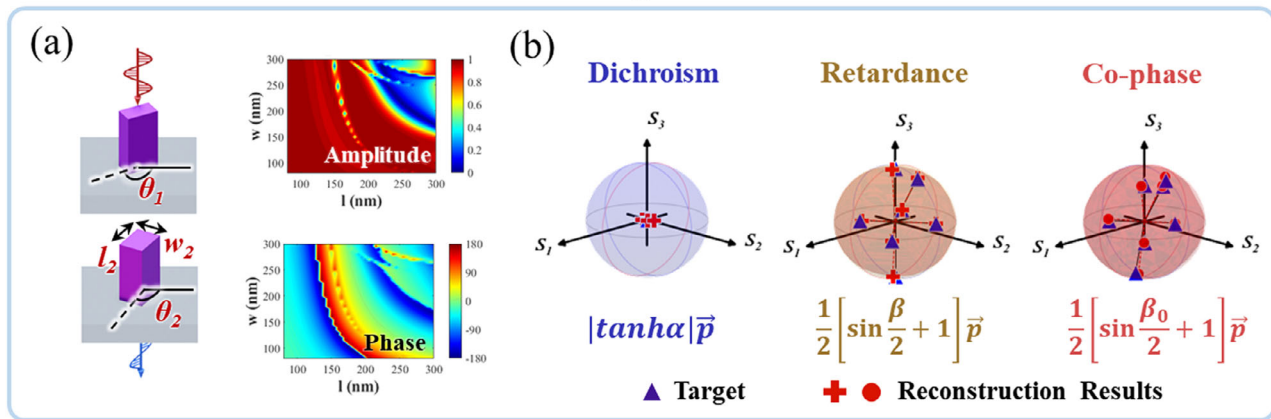 (a)
θ1
l2
w2
θ2
w (nm)
300
250
200
150
100
100
150
200
250
300
l (nm)
Amplitude
1
0.8
0.6
0.4
0.2
0
w (nm)
300
250
200
150
100
100
150
200
250
300
l (nm)
Phase
180
90
0
-90
-180
(b)
Dichroism
S3
S1
S2
|tanhα|p⃗
Retardance
S3
S1
S2
1/2[sin β/2 + 1]p⃗
Co-phase
S3
S1
S2
1/2[sin β0/2 + 1]p⃗
Target
Reconstruction Results